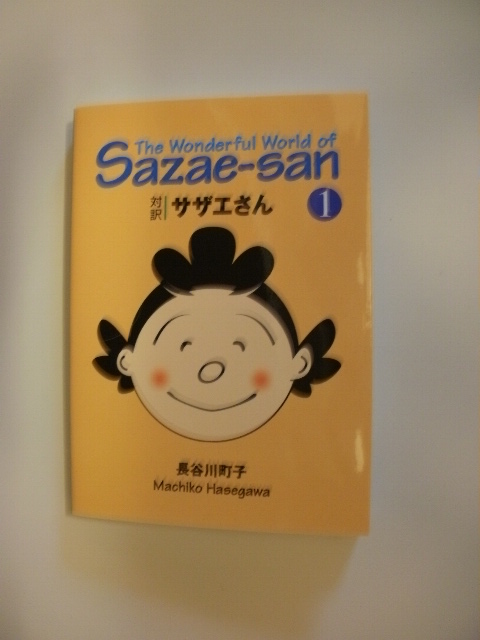 The Wonderful World of
Sazae-san
対訳 サザエさん 1
長谷川町子
Machiko Hasegawa